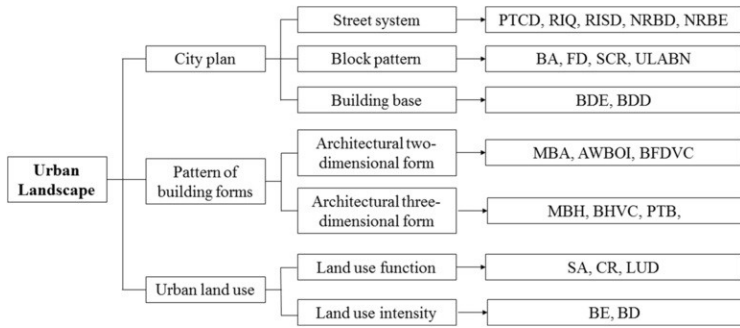 Street system
PTCD, RIQ, RISD, NRBD, NRBE
City plan
Block pattern
BA, FD, SCR, ULABN
Building base
BDE, BDD
Urban
Landscape
Pattern of
building forms
Architectural two-
dimensional form
MBA, AWBOI, BFDVC
Architectural three-
dimensional form
MBH, BHVC, PTB,
Urban land use
Land use function
SA, CR, LUD
Land use intensity
BE, BD